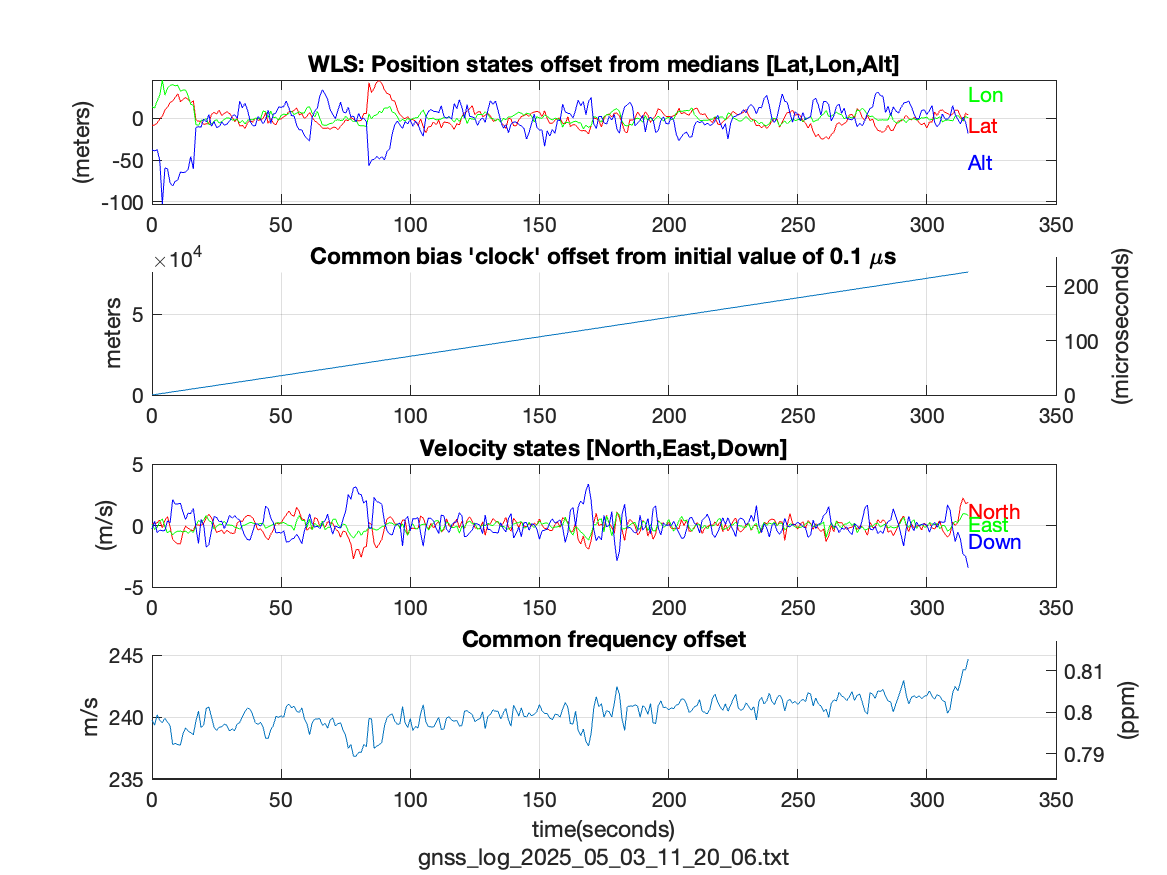 WLS: Position states offset from medians [Lat,Lon,Alt]
(meters)
0
-50
-100
Lon
Lat
Alt
0 50 100 150 200 250 300 350
Common bias 'clock' offset from initial value of 0.1 μs
×10⁴
meters
5
0
200
100
0
(microseconds)
0 50 100 150 200 250 300 350
Velocity states [North,East,Down]
(m/s)
5
0
-5
North
East
Down
0 50 100 150 200 250 300 350
Common frequency offset
m/s
245
240
235
0.81
0.8
0.79
(ppm)
0 50 100 150 200 250 300 350
time(seconds)
gnss_log_2025_05_03_11_20_06.txt